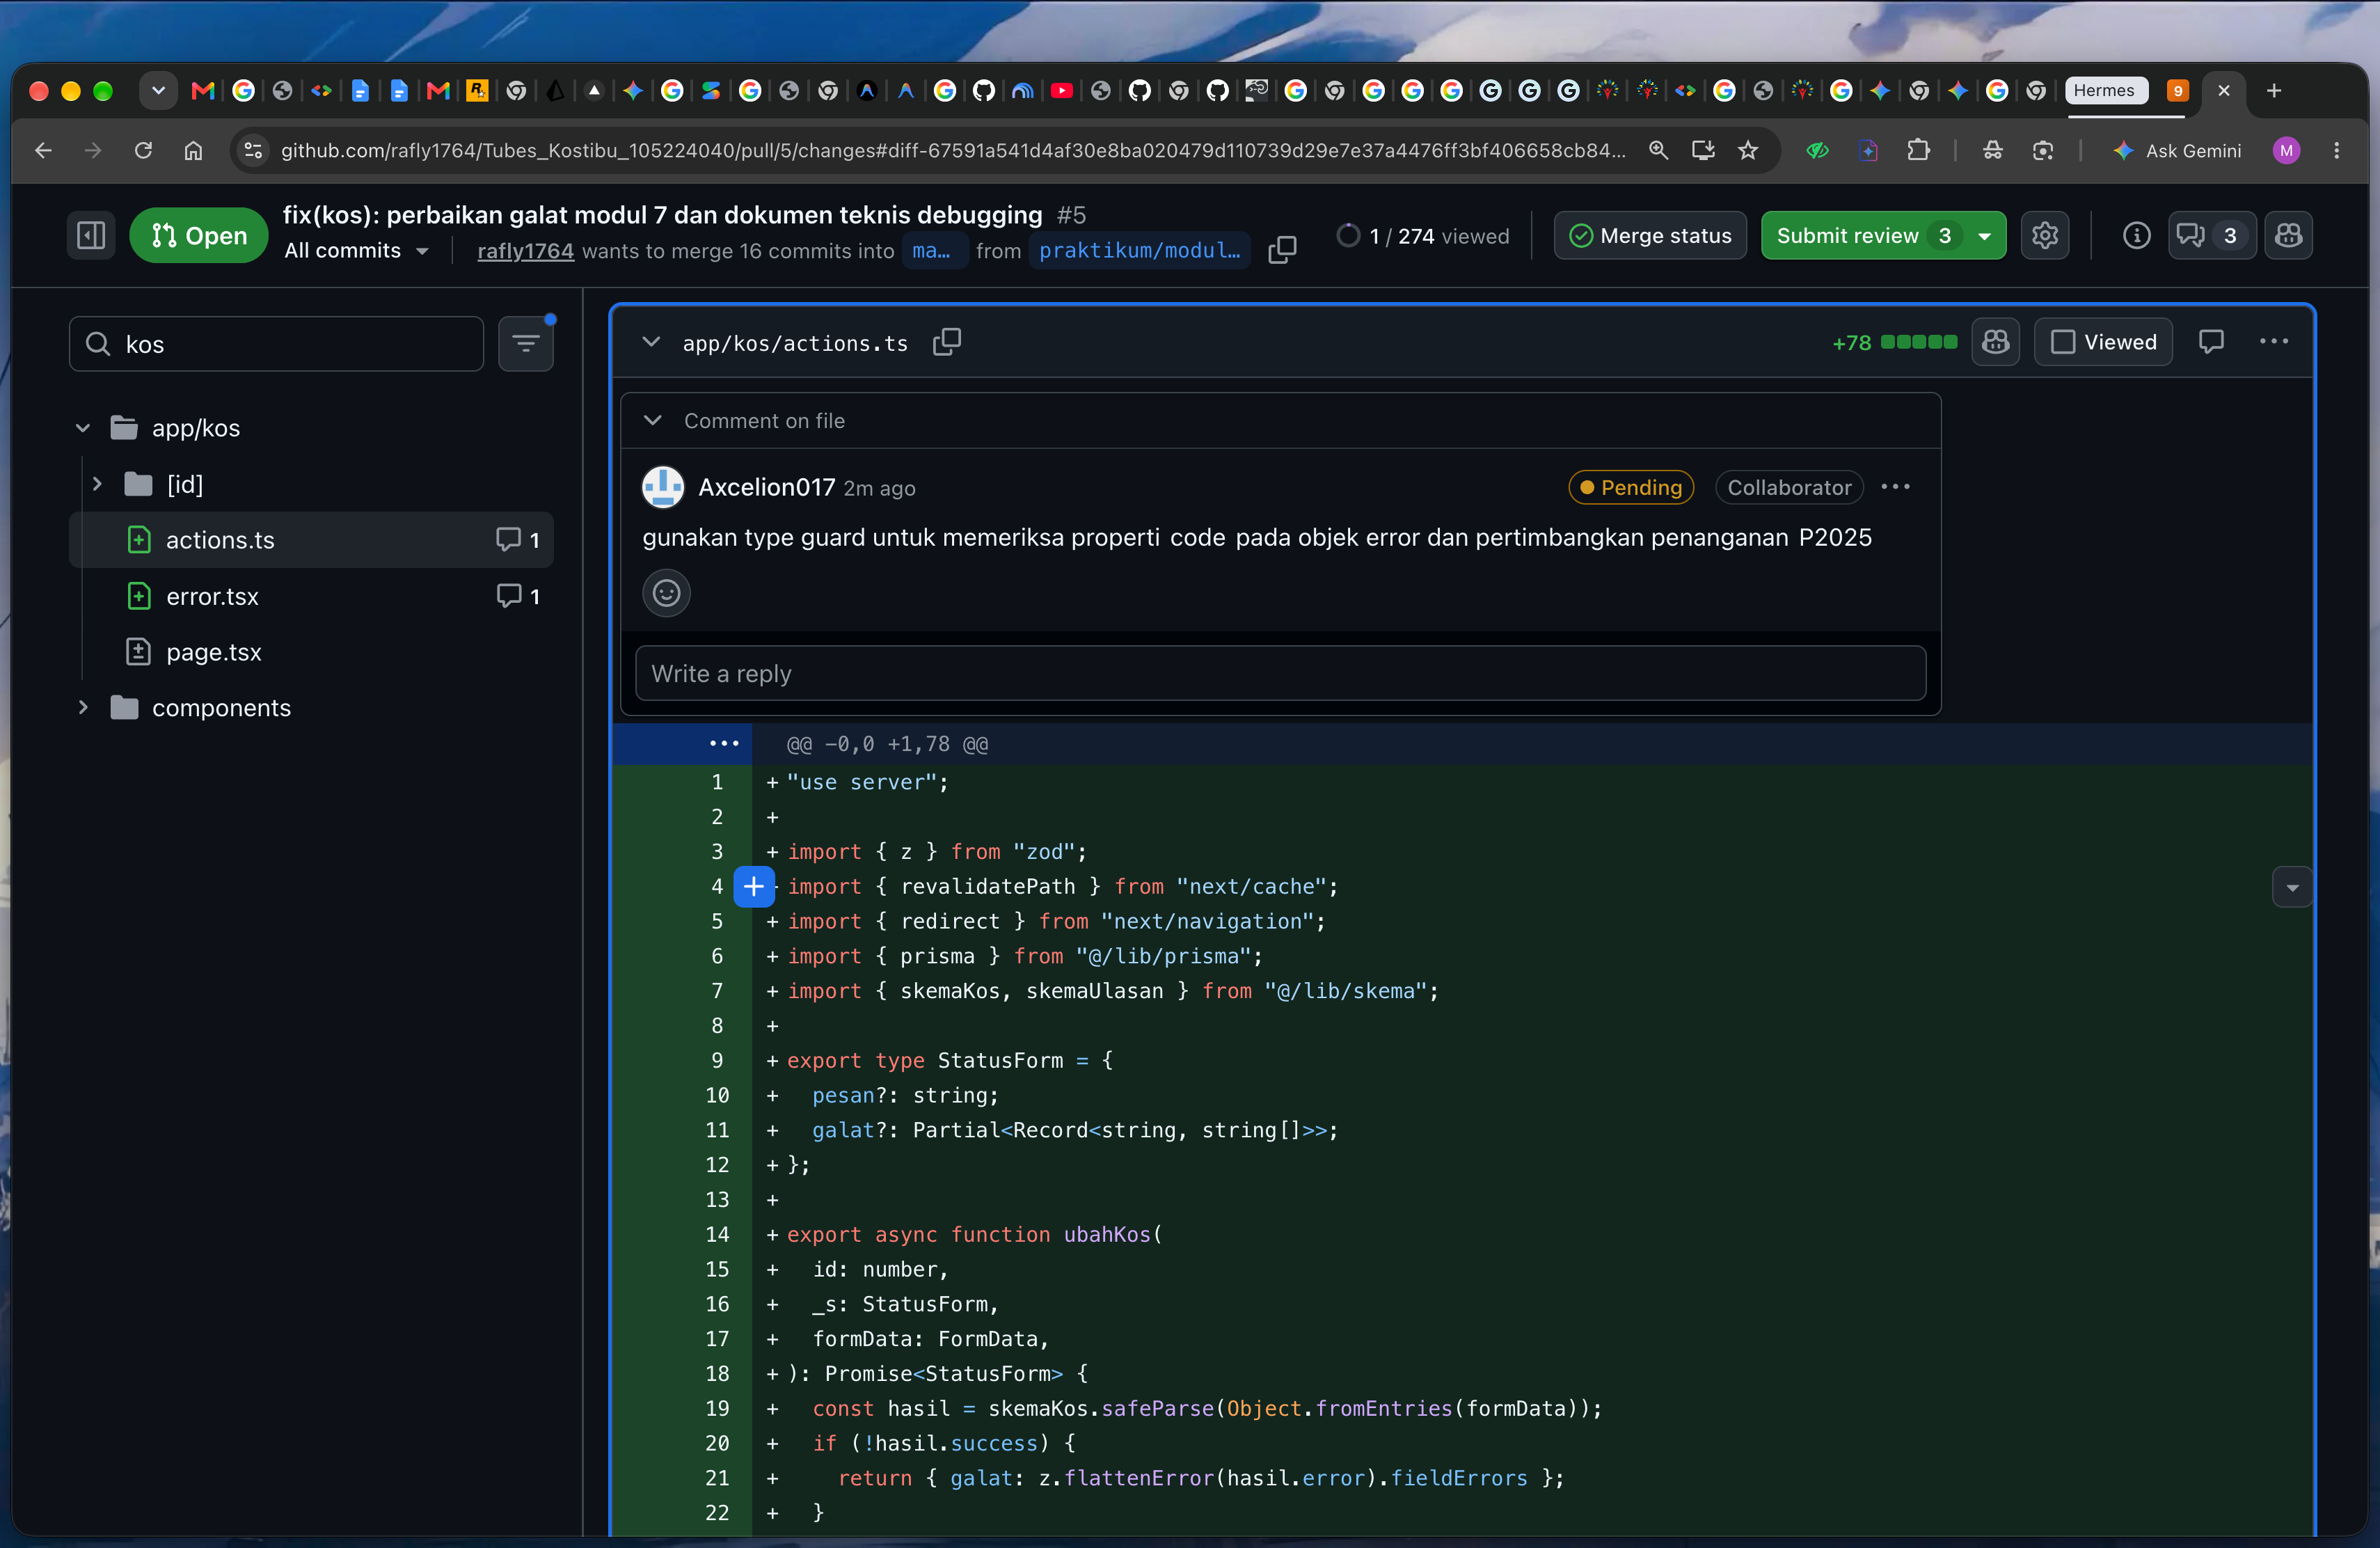 Hermes
9
github.com/rafly1764/Tubes_Kostibu_105224040/pull/5/changes#diff-67591a541d4af30e8ba020479d110739d29e7e37a4476ff3bf406658cb84...
Ask Gemini
M
Open
fix(kos): perbaikan galat modul 7 dan dokumen teknis debugging #5
All commits
rafly1764 wants to merge 16 commits into ma... from praktikum/modul...
1 / 274 viewed
Merge status
Submit review 3
3
kos
app/kos
[id]
actions.ts 1
error.tsx 1
page.tsx
components
app/kos/actions.ts
+78
Viewed
Comment on file
Axcelion017 2m ago
Pending
Collaborator
gunakan type guard untuk memeriksa properti code pada objek error dan pertimbangkan penanganan P2025
Write a reply
@@ -0,0 +1,78 @@
1 + "use server";
2 +
3 + import { z } from "zod";
4 + import { revalidatePath } from "next/cache";
5 + import { redirect } from "next/navigation";
6 + import { prisma } from "@/lib/prisma";
7 + import { skemaKos, skemaUlasan } from "@/lib/skema";
8 +
9 + export type StatusForm = {
10 + pesan?: string;
11 + galat?: Partial<Record<string, string[]>>;
12 + };
13 +
14 + export async function ubahKos(
15 + id: number,
16 + _s: StatusForm,
17 + formData: FormData,
18 + ): Promise<StatusForm> {
19 + const hasil = skemaKos.safeParse(Object.fromEntries(formData));
20 + if (!hasil.success) {
21 + return { galat: z.flattenError(hasil.error).fieldErrors };
22 + }